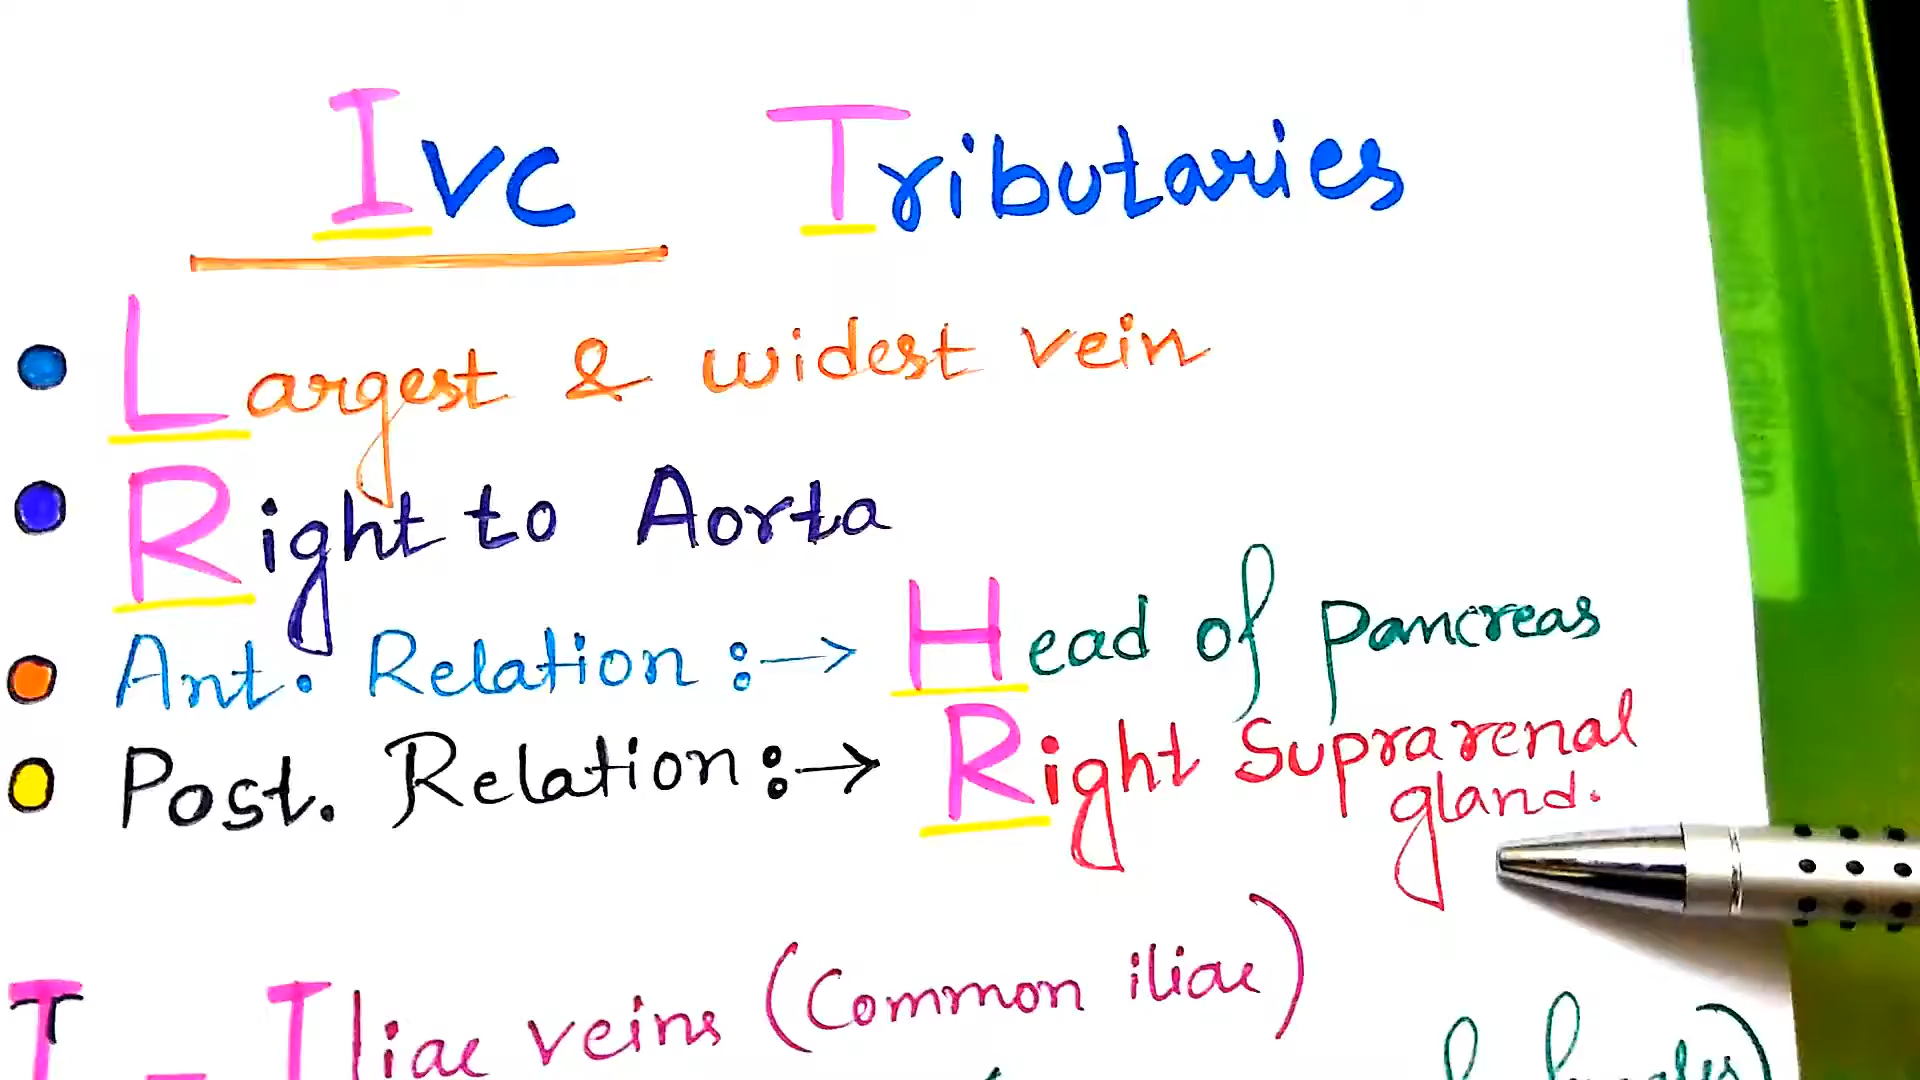 Ivc Tributaries
Largest & widest vein
Right to Aorta
Ant. Relation :→ Head of pancreas
Post. Relation :→ Right Suprarenal
gland.
I - Iliac veins (Common iliac)